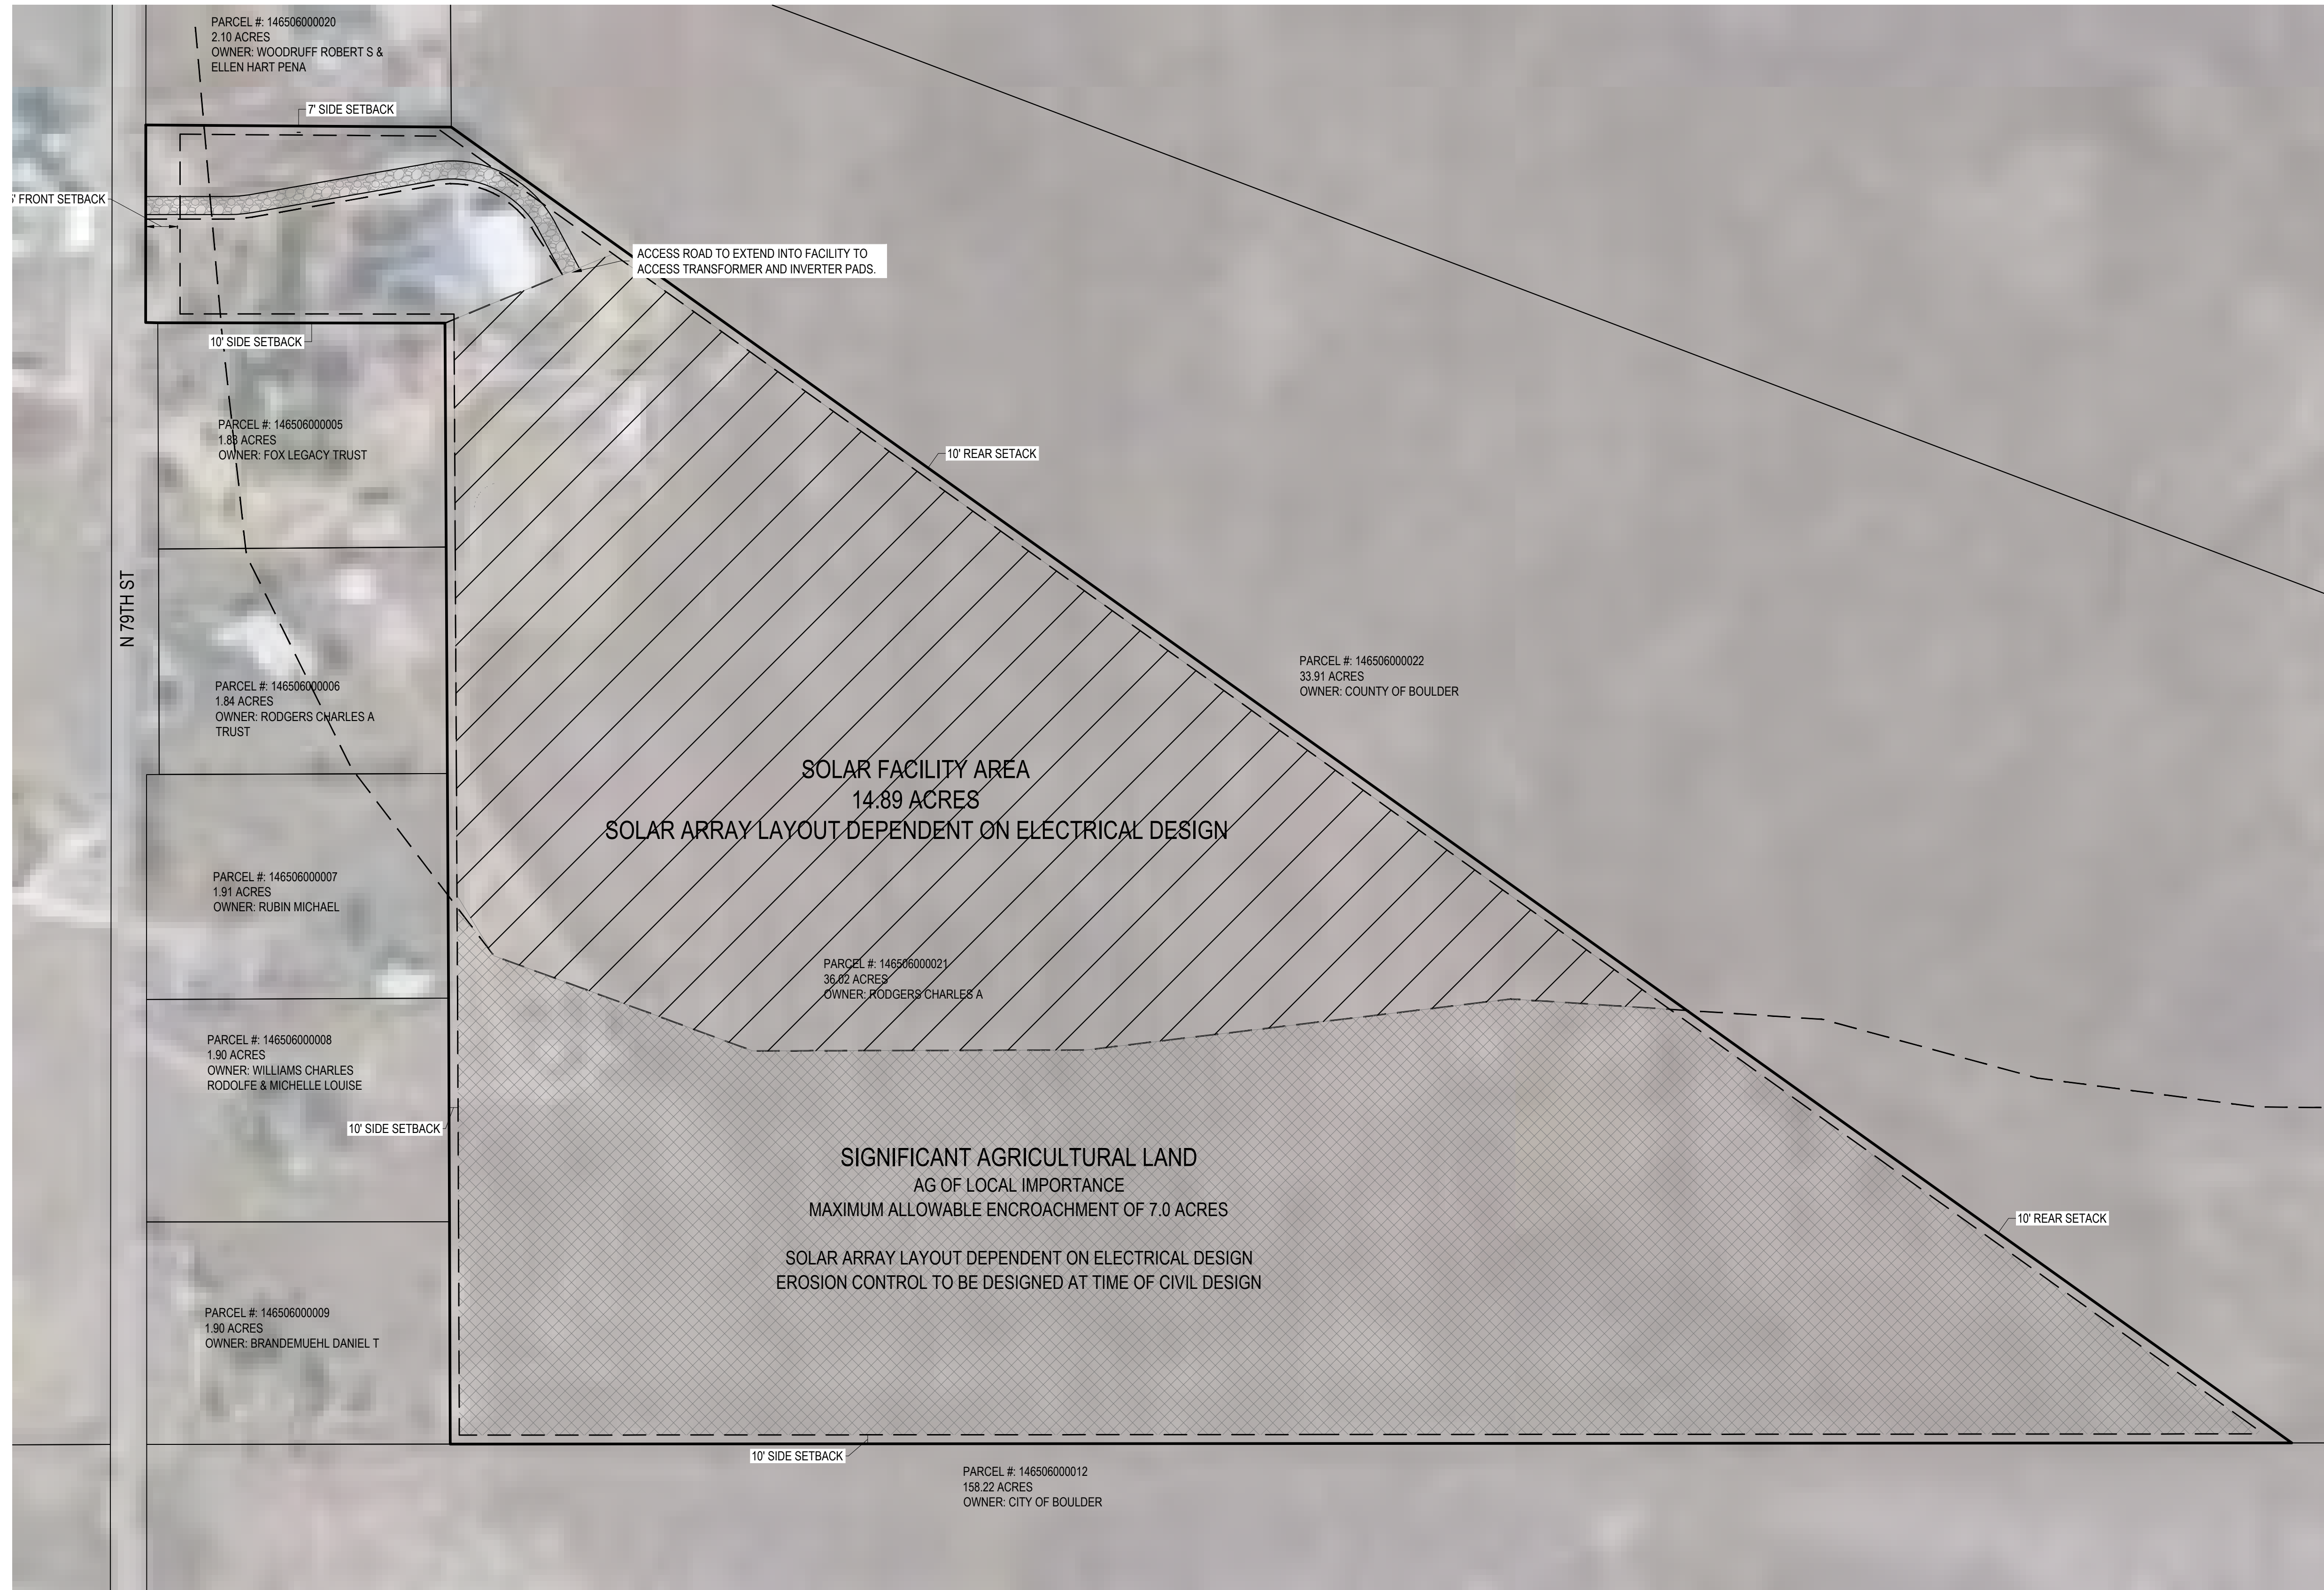 PARCEL #: 146506000020
2.10 ACRES
OWNER: WOODRUFF ROBERT S &
ELLEN HART PENA
7' SIDE SETBACK
' FRONT SETBACK
ACCESS ROAD TO EXTEND INTO FACILITY TO
ACCESS TRANSFORMER AND INVERTER PADS.
10' SIDE SETBACK
PARCEL #: 146506000005
1.83 ACRES
OWNER: FOX LEGACY TRUST
10' REAR SETACK
N 79TH ST
PARCEL #: 146506000022
33.91 ACRES
OWNER: COUNTY OF BOULDER
PARCEL #: 146506000006
1.84 ACRES
OWNER: RODGERS CHARLES A
TRUST
SOLAR FACILITY AREA
14.89 ACRES
SOLAR ARRAY LAYOUT DEPENDENT ON ELECTRICAL DESIGN
PARCEL #: 146506000007
1.91 ACRES
OWNER: RUBIN MICHAEL
PARCEL #: 146506000021
36.02 ACRES
OWNER: RODGERS CHARLES A
PARCEL #: 146506000008
1.90 ACRES
OWNER: WILLIAMS CHARLES
RODOLFE & MICHELLE LOUISE
10' SIDE SETBACK
SIGNIFICANT AGRICULTURAL LAND
AG OF LOCAL IMPORTANCE
MAXIMUM ALLOWABLE ENCROACHMENT OF 7.0 ACRES
SOLAR ARRAY LAYOUT DEPENDENT ON ELECTRICAL DESIGN
EROSION CONTROL TO BE DESIGNED AT TIME OF CIVIL DESIGN
10' REAR SETACK
PARCEL #: 146506000009
1.90 ACRES
OWNER: BRANDEMUEHL DANIEL T
10' SIDE SETBACK
PARCEL #: 146506000012
158.22 ACRES
OWNER: CITY OF BOULDER